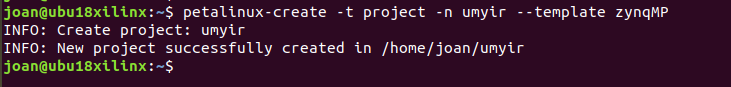 joan@ubu18xilinx:~$ petalinux-create -t project -n umyir --template zynqMP
INFO: Create project: umyir
INFO: New project successfully created in /home/joan/umyir
joan@ubu18xilinx:~$